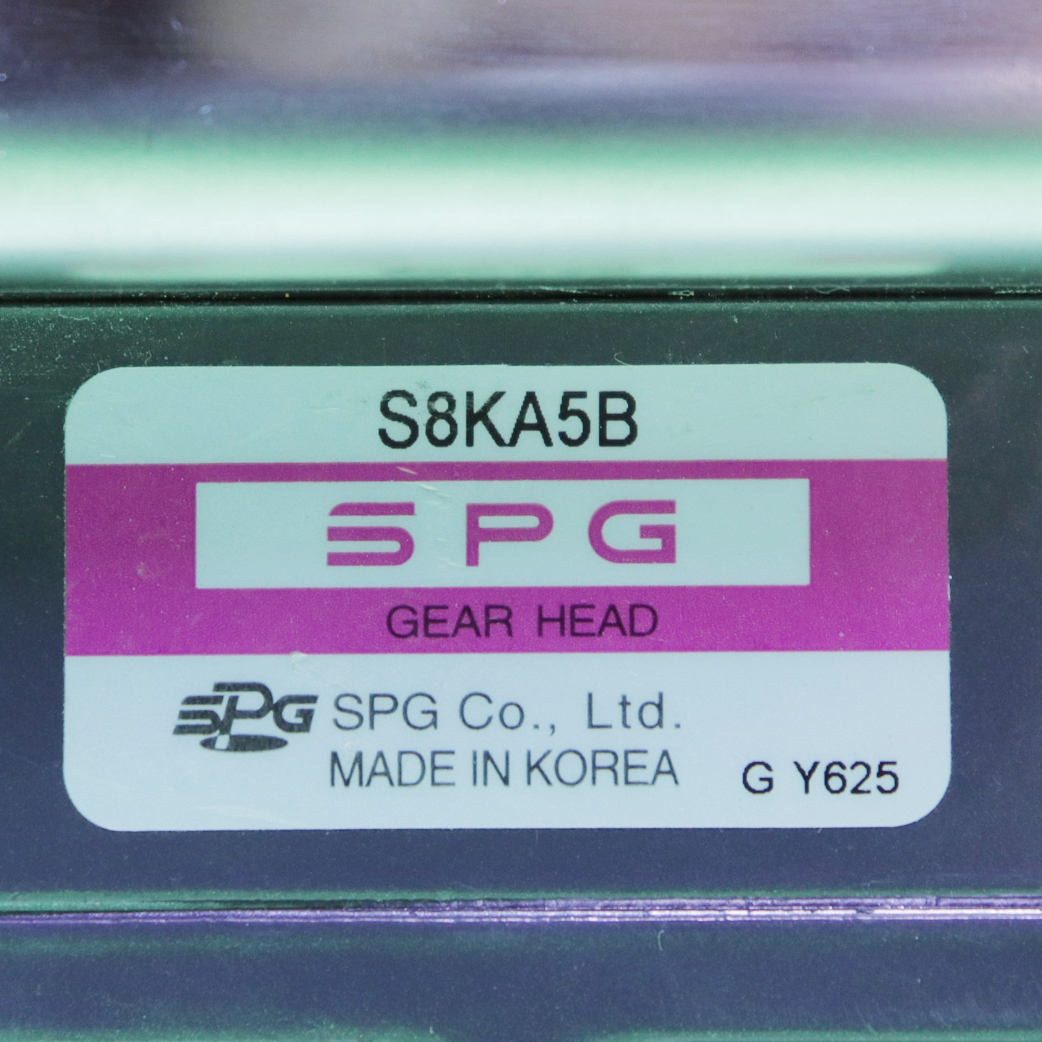 S8KA5B
SPG
GEAR HEAD
SPG SPG Co., Ltd.
MADE IN KOREA
G Y625